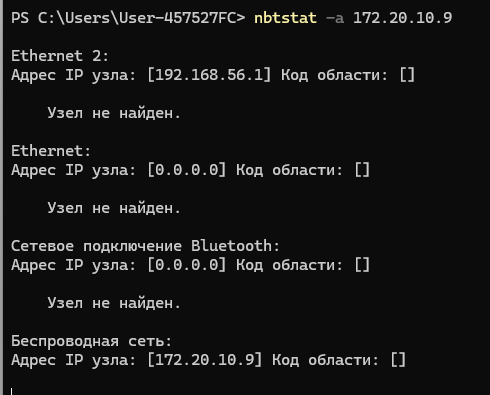 PS C:\Users\User-457527FC> nbtstat -a 172.20.10.9
Ethernet 2:
Адрес IP узла: [192.168.56.1] Код области: []
Узел не найден.
Ethernet:
Адрес IP узла: [0.0.0.0] Код области: []
Узел не найден.
Сетевое подключение Bluetooth:
Адрес IP узла: [0.0.0.0] Код области: []
Узел не найден.
Беспроводная сеть:
Адрес IP узла: [172.20.10.9] Код области: []